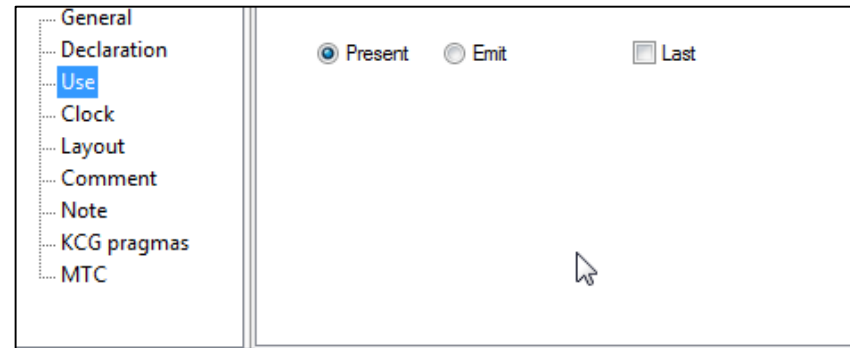 General
Declaration
Present Emit Last
Use
Clock
Layout
Comment
Note
KCG pragmas
MTC